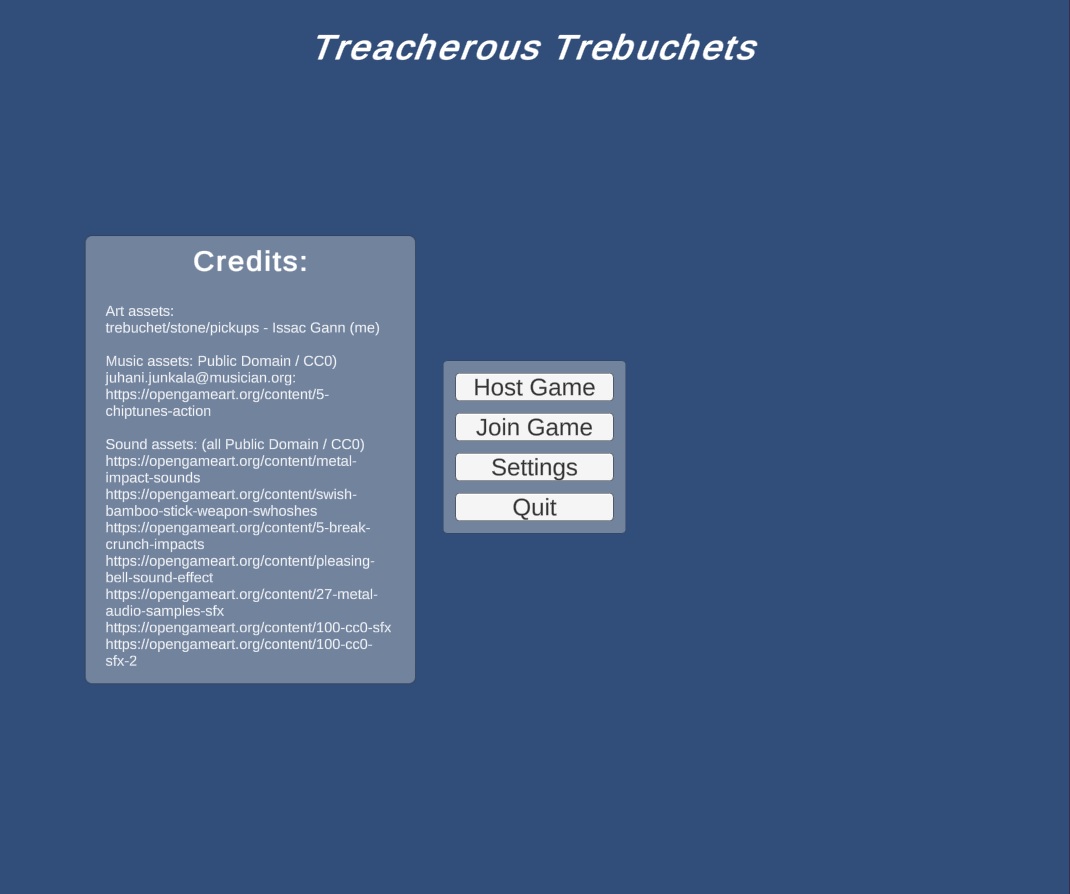 Treacherous Trebuchets
Credits:
Art assets:
trebuchet/stone/pickups - Issac Gann (me)
Music assets: Public Domain / CC0)
juhani.junkala@musician.org:
https://opengameart.org/content/5-
chiptunes-action
Sound assets: (all Public Domain / CC0)
https://opengameart.org/content/metal-
impact-sounds
https://opengameart.org/content/swish-
bamboo-stick-weapon-swhoshes
https://opengameart.org/content/5-break-
crunch-impacts
https://opengameart.org/content/pleasing-
bell-sound-effect
https://opengameart.org/content/27-metal-
audio-samples-sfx
https://opengameart.org/content/100-cc0-sfx
https://opengameart.org/content/100-cc0-
sfx-2
Host Game
Join Game
Settings
Quit